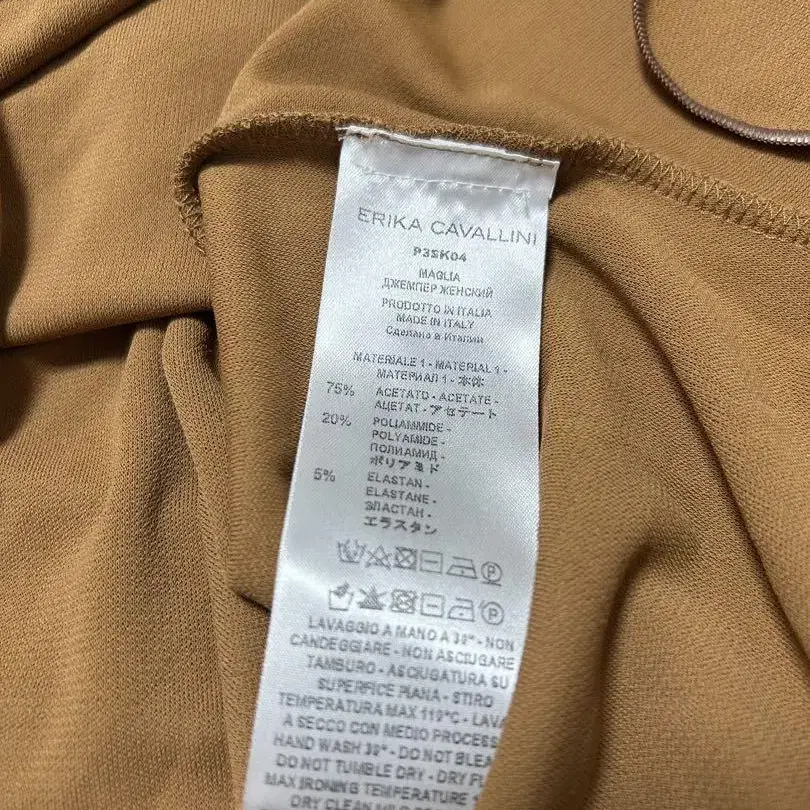 ERIKA CAVALLINI
P3SK04
MAGLIA
ДЖЕМПЕР ЖЕНСКИЙ
PRODOTTO IN ITALIA
MADE IN ITALY
Сделано в Италии
MATERIALE 1 - MATERIAL 1 -
МАТЕРИАЛ 1 - 本体
75% ACETATO - ACETATE -
АЦЕТАТ - アセテート
20% POLIAMMIDE -
POLYAMIDE -
ПОЛИАМИД -
ポリアミド
5% ELASTAN -
ELASTANE -
ЭЛАСТАН -
エラスタン
LAVAGGIO A MANO A 30° - NON
CANDEGGIARE - NON ASCIUGARE
TAMBURO - ASCIUGATURA SU
SUPERFICE PIANA - STIRO
TEMPERATURA MAX 110°C - LAVA
A SECCO CON MEDIO PROCESS
HAND WASH 30° - DO NOT BLEA
DO NOT TUMBLE DRY - DRY FL
MAX IRONING TEMPERATURE
DRY CLEAN